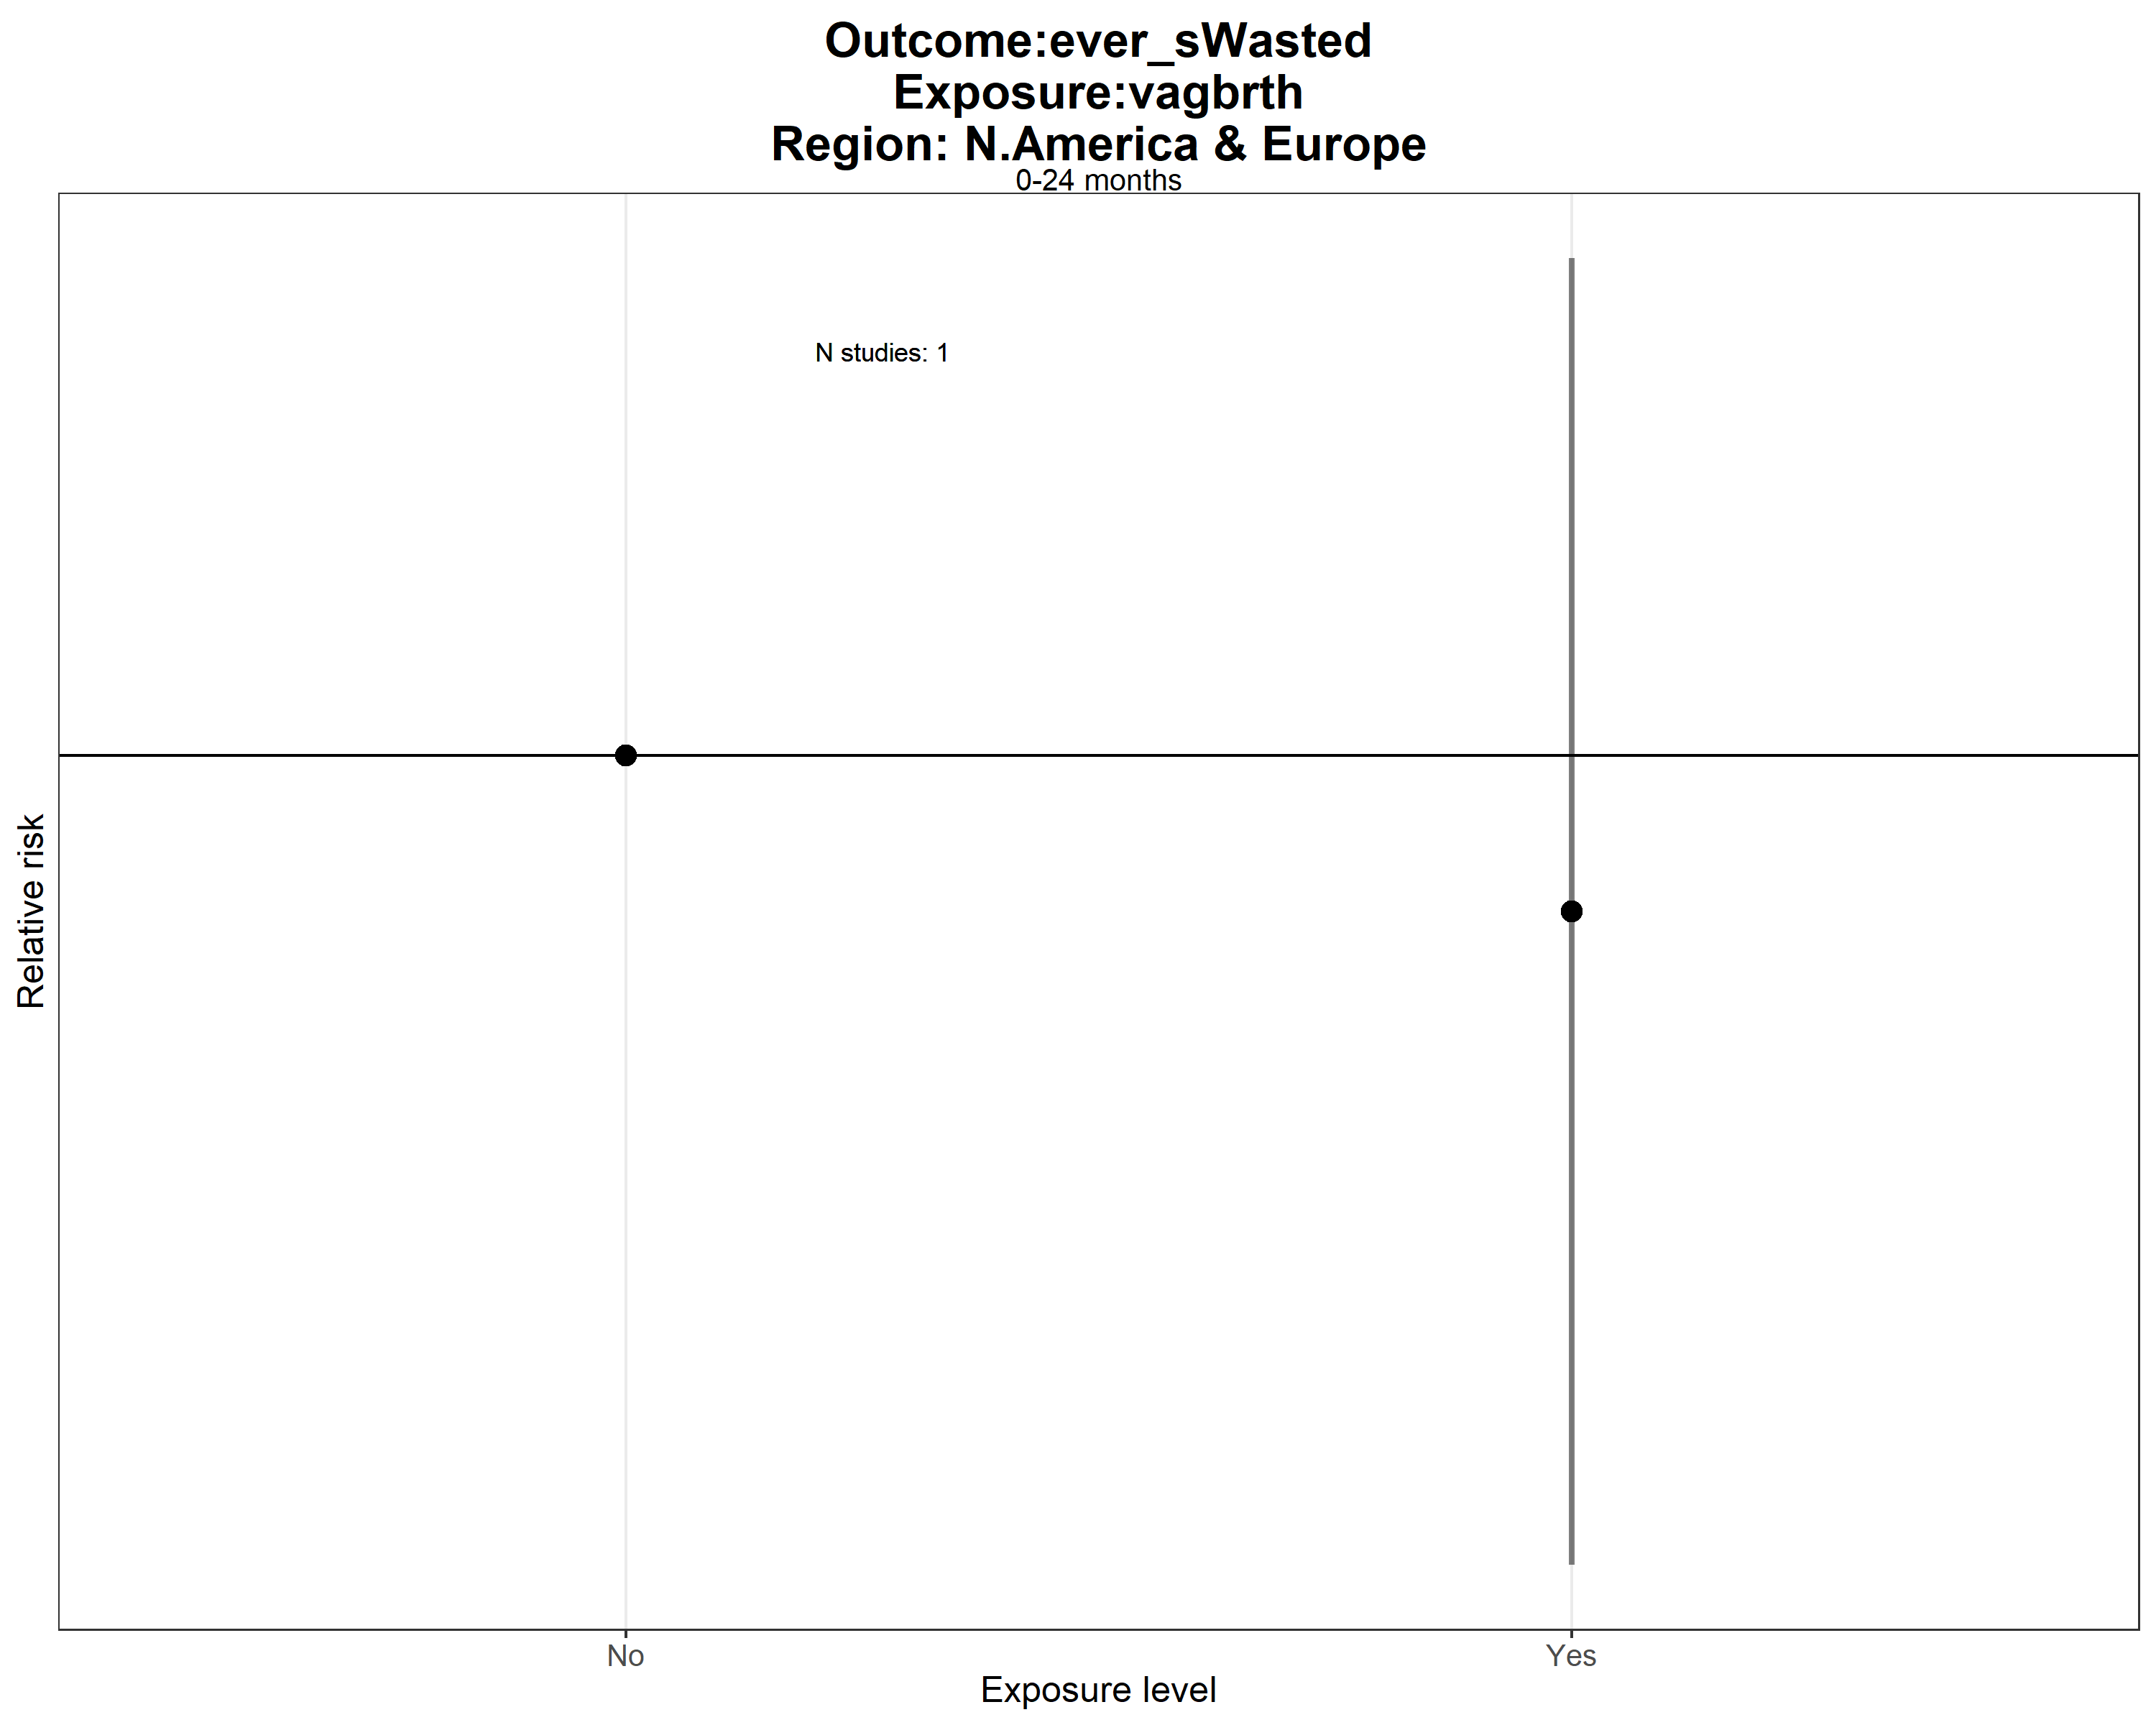 Outcome:ever_sWasted
Exposure:vagbrth
Region: N.America & Europe
0-24 months
N studies: 1
Relative risk
No
Yes
Exposure level